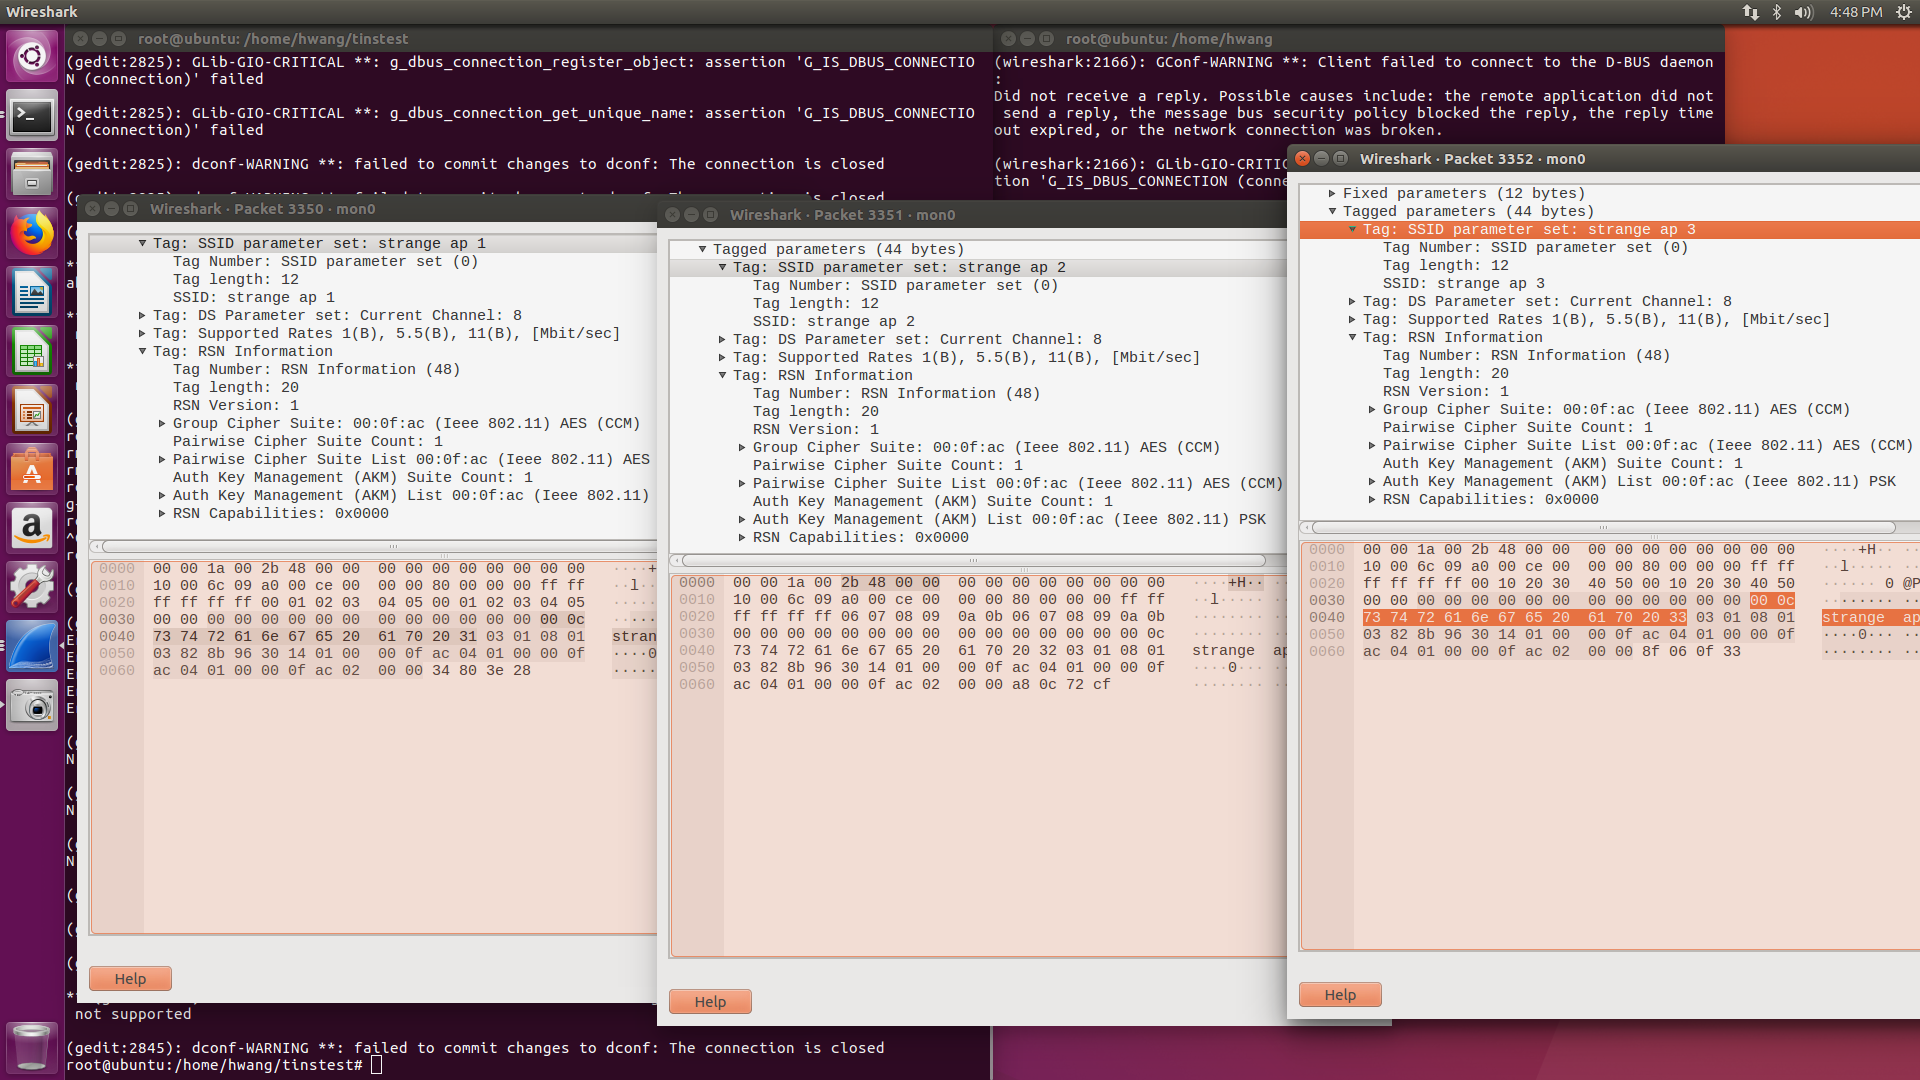 Wireshark
4:48 PM
root@ubuntu: /home/hwang/tinstest
(gedit:2825): GLib-GIO-CRITICAL **: g_dbus_connection_register_object: assertion 'G_IS_DBUS_CONNECTIO
N (connection)' failed
(gedit:2825): GLib-GIO-CRITICAL **: g_dbus_connection_get_unique_name: assertion 'G_IS_DBUS_CONNECTIO
N (connection)' failed
(gedit:2825): dconf-WARNING **: failed to commit changes to dconf: The connection is closed
root@ubuntu: /home/hwang
(wireshark:2166): GConf-WARNING **: Client failed to connect to the D-BUS daemon
:
Did not receive a reply. Possible causes include: the remote application did not
send a reply, the message bus security policy blocked the reply, the reply time
out expired, or the network connection was broken.
(wireshark:2166): GLib-GIO-CRITIC
tion 'G_IS_DBUS_CONNECTION (conne
Wireshark · Packet 3350 · mon0
Tag: SSID parameter set: strange ap 1
Tag Number: SSID parameter set (0)
Tag length: 12
SSID: strange ap 1
Tag: DS Parameter set: Current Channel: 8
Tag: Supported Rates 1(B), 5.5(B), 11(B), [Mbit/sec]
Tag: RSN Information
Tag Number: RSN Information (48)
Tag length: 20
RSN Version: 1
Group Cipher Suite: 00:0f:ac (Ieee 802.11) AES (CCM)
Pairwise Cipher Suite Count: 1
Pairwise Cipher Suite List 00:0f:ac (Ieee 802.11) AES
Auth Key Management (AKM) Suite Count: 1
Auth Key Management (AKM) List 00:0f:ac (Ieee 802.11)
RSN Capabilities: 0x0000
0000 00 00 1a 00 2b 48 00 00 00 00 00 00 00 00 00 00 ····+
0010 10 00 6c 09 a0 00 ce 00 00 00 80 00 00 00 ff ff ··l··
0020 ff ff ff ff 00 01 02 03 04 05 00 01 02 03 04 05 ·····
0030 00 00 00 00 00 00 00 00 00 00 00 00 00 00 00 0c ·····
0040 73 74 72 61 6e 67 65 20 61 70 20 31 03 01 08 01 stran
0050 03 82 8b 96 30 14 01 00 00 0f ac 04 01 00 00 0f ····0
0060 ac 04 01 00 00 0f ac 02 00 00 34 80 3e 28 ·····
Help
Wireshark · Packet 3351 · mon0
Tagged parameters (44 bytes)
Tag: SSID parameter set: strange ap 2
Tag Number: SSID parameter set (0)
Tag length: 12
SSID: strange ap 2
Tag: DS Parameter set: Current Channel: 8
Tag: Supported Rates 1(B), 5.5(B), 11(B), [Mbit/sec]
Tag: RSN Information
Tag Number: RSN Information (48)
Tag length: 20
RSN Version: 1
Group Cipher Suite: 00:0f:ac (Ieee 802.11) AES (CCM)
Pairwise Cipher Suite Count: 1
Pairwise Cipher Suite List 00:0f:ac (Ieee 802.11) AES (CCM)
Auth Key Management (AKM) Suite Count: 1
Auth Key Management (AKM) List 00:0f:ac (Ieee 802.11) PSK
RSN Capabilities: 0x0000
0000 00 00 1a 00 2b 48 00 00 00 00 00 00 00 00 00 00 ····+H··
0010 10 00 6c 09 a0 00 ce 00 00 00 80 00 00 00 ff ff ··l·····
0020 ff ff ff ff 06 07 08 09 0a 0b 06 07 08 09 0a 0b ········
0030 00 00 00 00 00 00 00 00 00 00 00 00 00 00 00 0c ········
0040 73 74 72 61 6e 67 65 20 61 70 20 32 03 01 08 01 strange ap
0050 03 82 8b 96 30 14 01 00 00 0f ac 04 01 00 00 0f ····0···
0060 ac 04 01 00 00 0f ac 02 00 00 a8 0c 72 cf ········
Help
Wireshark · Packet 3352 · mon0
Fixed parameters (12 bytes)
Tagged parameters (44 bytes)
Tag: SSID parameter set: strange ap 3
Tag Number: SSID parameter set (0)
Tag length: 12
SSID: strange ap 3
Tag: DS Parameter set: Current Channel: 8
Tag: Supported Rates 1(B), 5.5(B), 11(B), [Mbit/sec]
Tag: RSN Information
Tag Number: RSN Information (48)
Tag length: 20
RSN Version: 1
Group Cipher Suite: 00:0f:ac (Ieee 802.11) AES (CCM)
Pairwise Cipher Suite Count: 1
Pairwise Cipher Suite List 00:0f:ac (Ieee 802.11) AES (CCM)
Auth Key Management (AKM) Suite Count: 1
Auth Key Management (AKM) List 00:0f:ac (Ieee 802.11) PSK
RSN Capabilities: 0x0000
0000 00 00 1a 00 2b 48 00 00 00 00 00 00 00 00 00 00 ····+H··
0010 10 00 6c 09 a0 00 ce 00 00 00 80 00 00 00 ff ff ··l·····
0020 ff ff ff ff 00 10 20 30 40 50 00 10 20 30 40 50 ······ 0 @P
0030 00 00 00 00 00 00 00 00 00 00 00 00 00 00 00 0c ········
0040 73 74 72 61 6e 67 65 20 61 70 20 33 03 01 08 01 strange ap
0050 03 82 8b 96 30 14 01 00 00 0f ac 04 01 00 00 0f ····0···
0060 ac 04 01 00 00 0f ac 02 00 00 8f 06 0f 33 ········
Help
not supported
(gedit:2845): dconf-WARNING **: failed to commit changes to dconf: The connection is closed
root@ubuntu:/home/hwang/tinstest#